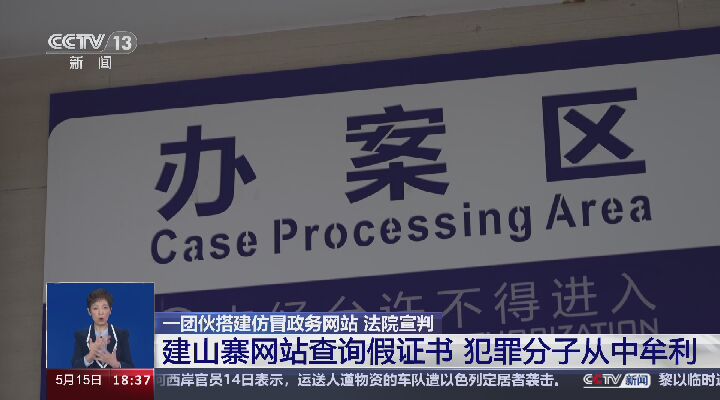 CCTV 13
新闻
办案区
Case Processing Area
允许不得进入
一团伙搭建仿冒政务网站 法院宣判
建山寨网站查询假证书 犯罪分子从中牟利
5月15日 18:37 河西岸官员14日表示，运送人道物资的车队遭以色列定居者袭击。 CCTV 新闻 黎以临时